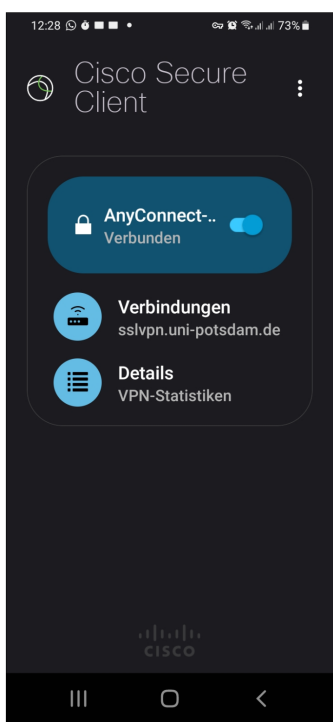 12:28 73%
Cisco Secure
Client
AnyConnect-..
Verbunden
Verbindungen
sslvpn.uni-potsdam.de
Details
VPN-Statistiken
CISCO